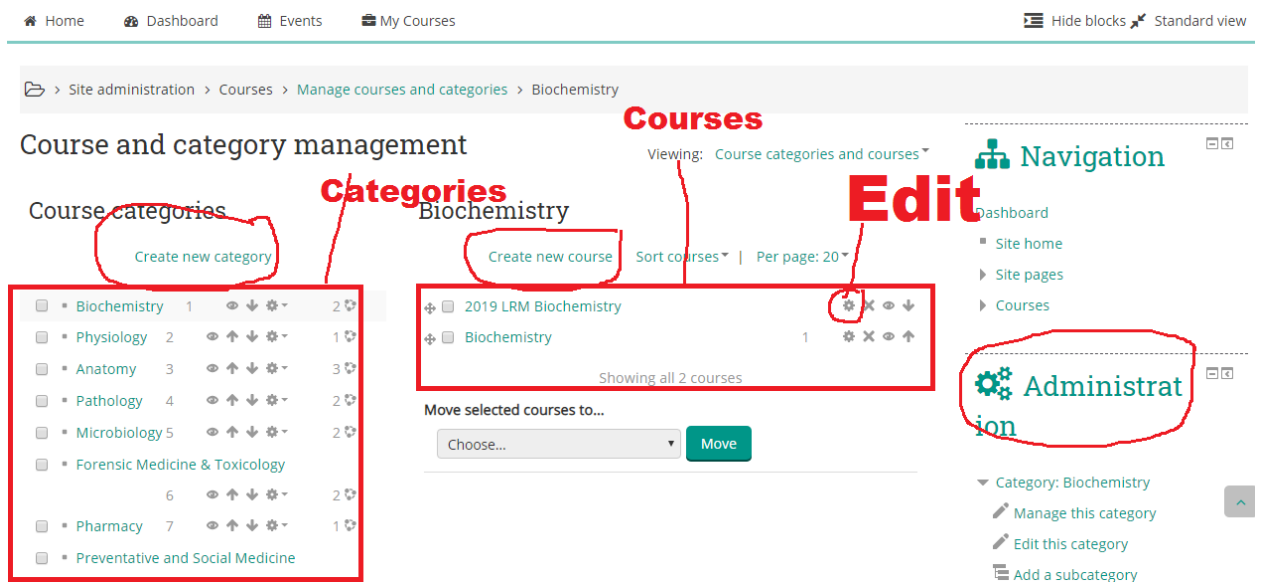 Home Dashboard Events My Courses Hide blocks Standard view
> Site administration > Courses > Manage courses and categories > Biochemistry
Courses
Course and category management
Viewing: Course categories and courses
Navigation
Categories
Edit
Course categories
Biochemistry
Dashboard
Create new category
Create new course Sort courses | Per page: 20
Site home
Site pages
Courses
Biochemistry 1 2
Physiology 2 1
Anatomy 3 3
Pathology 4 2
Microbiology 5 2
Forensic Medicine & Toxicology
6 2
Pharmacy 7 1
Preventative and Social Medicine
2019 LRM Biochemistry
Biochemistry 1
Showing all 2 courses
Move selected courses to...
Choose... Move
Administrat
ion
Category: Biochemistry
Manage this category
Edit this category
Add a subcategory